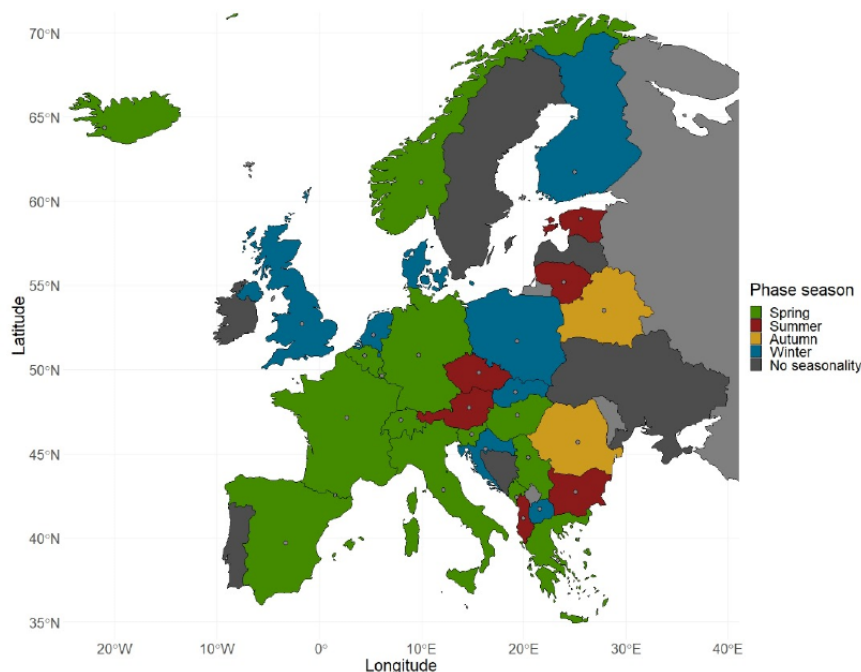 70°N
65°N
60°N
55°N
50°N
45°N
40°N
35°N
Latitude
20°W
10°W
0°
10°E
20°E
30°E
40°E
Longitude
Phase season
Spring
Summer
Autumn
Winter
No seasonality